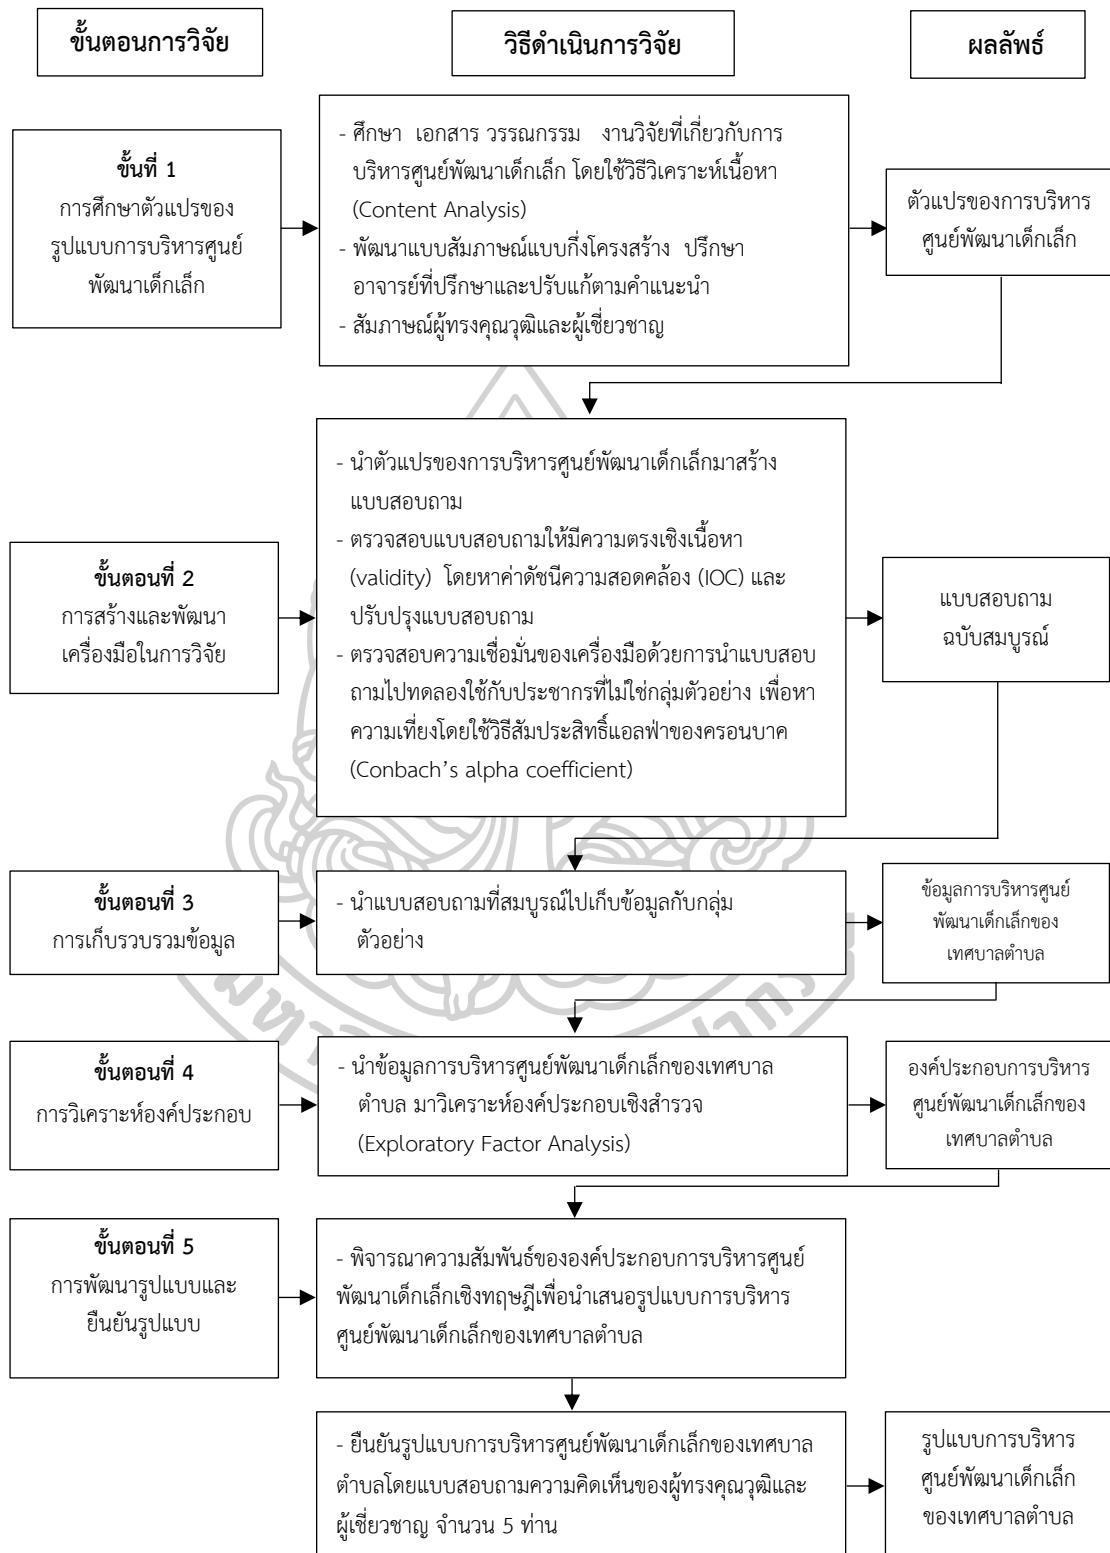 ขั้นตอนการวิจัย
วิธีดำเนินการวิจัย
ผลลัพธ์
ขั้นที่ 1
การศึกษาตัวแปรของ
รูปแบบการบริหารศูนย์
พัฒนาเด็กเล็ก
- ศึกษา เอกสาร วรรณกรรม งานวิจัยที่เกี่ยวกับการ
บริหารศูนย์พัฒนาเด็กเล็ก โดยใช้วิธีวิเคราะห์เนื้อหา
(Content Analysis)
- พัฒนาแบบสัมภาษณ์แบบกึ่งโครงสร้าง ปรึกษา
อาจารย์ที่ปรึกษาและปรับแก้ตามคำแนะนำ
- สัมภาษณ์ผู้ทรงคุณวุฒิและผู้เชี่ยวชาญ
ตัวแปรของการบริหาร
ศูนย์พัฒนาเด็กเล็ก
ขั้นตอนที่ 2
การสร้างและพัฒนา
เครื่องมือในการวิจัย
- นำตัวแปรของการบริหารศูนย์พัฒนาเด็กเล็กมาสร้าง
แบบสอบถาม
- ตรวจสอบแบบสอบถามให้มีความตรงเชิงเนื้อหา
(validity) โดยหาค่าดัชนีความสอดคล้อง (IOC) และ
ปรับปรุงแบบสอบถาม
- ตรวจสอบความเชื่อมั่นของเครื่องมือด้วยการนำแบบสอบ
ถามไปทดลองใช้กับประชากรที่ไม่ใช่กลุ่มตัวอย่าง เพื่อหา
ความเที่ยงโดยใช้วิธีสัมประสิทธิ์แอลฟ่าของครอนบาค
(Conbach's alpha coefficient)
แบบสอบถาม
ฉบับสมบูรณ์
ขั้นตอนที่ 3
การเก็บรวบรวมข้อมูล
- นำแบบสอบถามที่สมบูรณ์ไปเก็บข้อมูลกับกลุ่ม
ตัวอย่าง
ข้อมูลการบริหารศูนย์
พัฒนาเด็กเล็กของ
เทศบาลตำบล
ขั้นตอนที่ 4
การวิเคราะห์องค์ประกอบ
- นำข้อมูลการบริหารศูนย์พัฒนาเด็กเล็กของเทศบาล
ตำบล มาวิเคราะห์องค์ประกอบเชิงสำรวจ
(Exploratory Factor Analysis)
องค์ประกอบการบริหาร
ศูนย์พัฒนาเด็กเล็กของ
เทศบาลตำบล
ขั้นตอนที่ 5
การพัฒนารูปแบบและ
ยืนยันรูปแบบ
- พิจารณาความสัมพันธ์ขององค์ประกอบการบริหารศูนย์
พัฒนาเด็กเล็กเชิงทฤษฎีเพื่อนำเสนอรูปแบบการบริหาร
ศูนย์พัฒนาเด็กเล็กของเทศบาลตำบล
- ยืนยันรูปแบบการบริหารศูนย์พัฒนาเด็กเล็กของเทศบาล
ตำบลโดยแบบสอบถามความคิดเห็นของผู้ทรงคุณวุฒิและ
ผู้เชี่ยวชาญ จำนวน 5 ท่าน
รูปแบบการบริหาร
ศูนย์พัฒนาเด็กเล็ก
ของเทศบาลตำบล